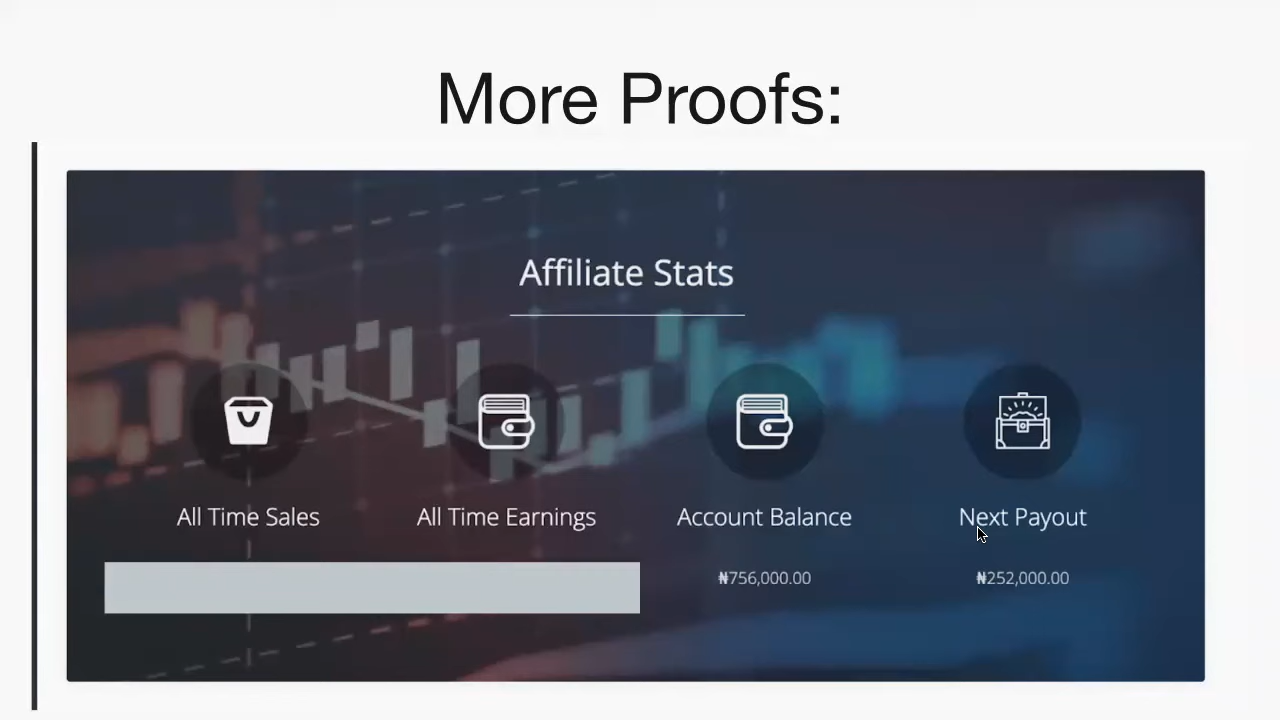 More Proofs:
Affiliate Stats
All Time Sales
All Time Earnings
Account Balance
Next Payout
₦756,000.00
₦252,000.00